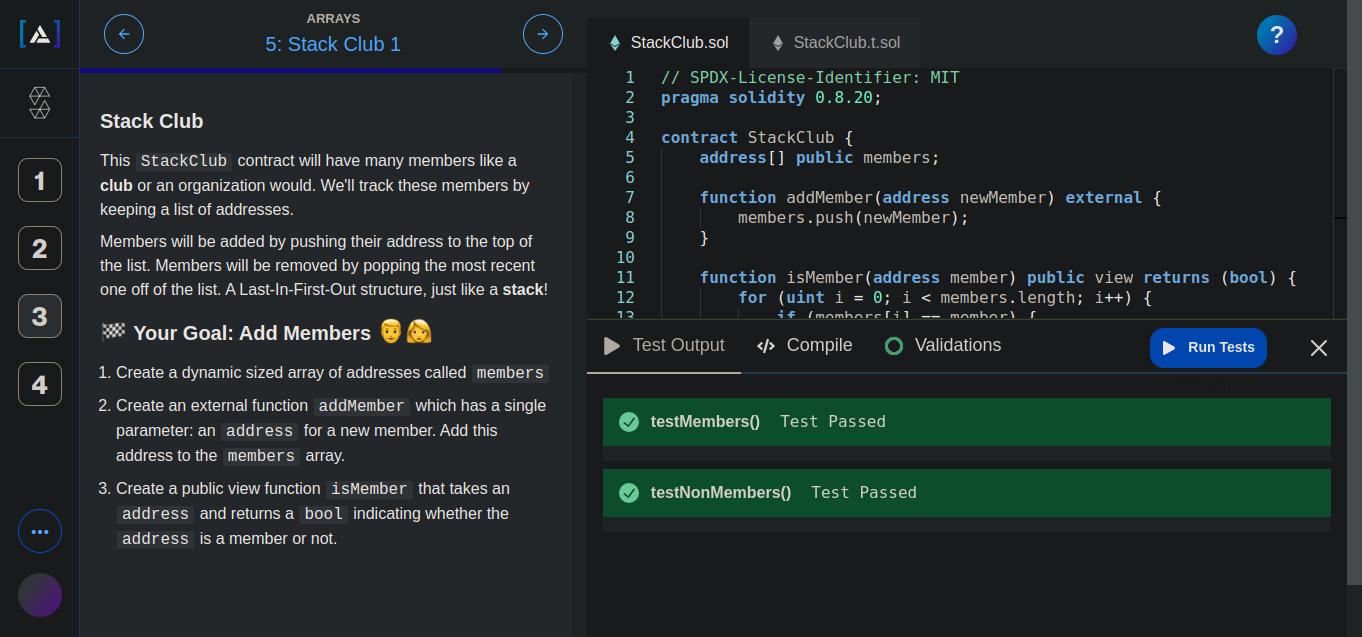 ARRAYS
5: Stack Club 1
1
2
3
4
Stack Club
This StackClub contract will have many members like a
club or an organization would. We'll track these members by
keeping a list of addresses.
Members will be added by pushing their address to the top of
the list. Members will be removed by popping the most recent
one off of the list. A Last-In-First-Out structure, just like a stack!
Your Goal: Add Members
1. Create a dynamic sized array of addresses called members
2. Create an external function addMember which has a single
parameter: an address for a new member. Add this
address to the members array.
3. Create a public view function isMember that takes an
address and returns a bool indicating whether the
address is a member or not.
StackClub.sol
StackClub.t.sol
?
1 // SPDX-License-Identifier: MIT
2 pragma solidity 0.8.20;
3
4 contract StackClub {
5 address[] public members;
6
7 function addMember(address newMember) external {
8 members.push(newMember);
9 }
10
11 function isMember(address member) public view returns (bool) {
12 for (uint i = 0; i < members.length; i++) {
13 if (members[i] == member) {
Test Output
Compile
Validations
Run Tests
testMembers() Test Passed
testNonMembers() Test Passed